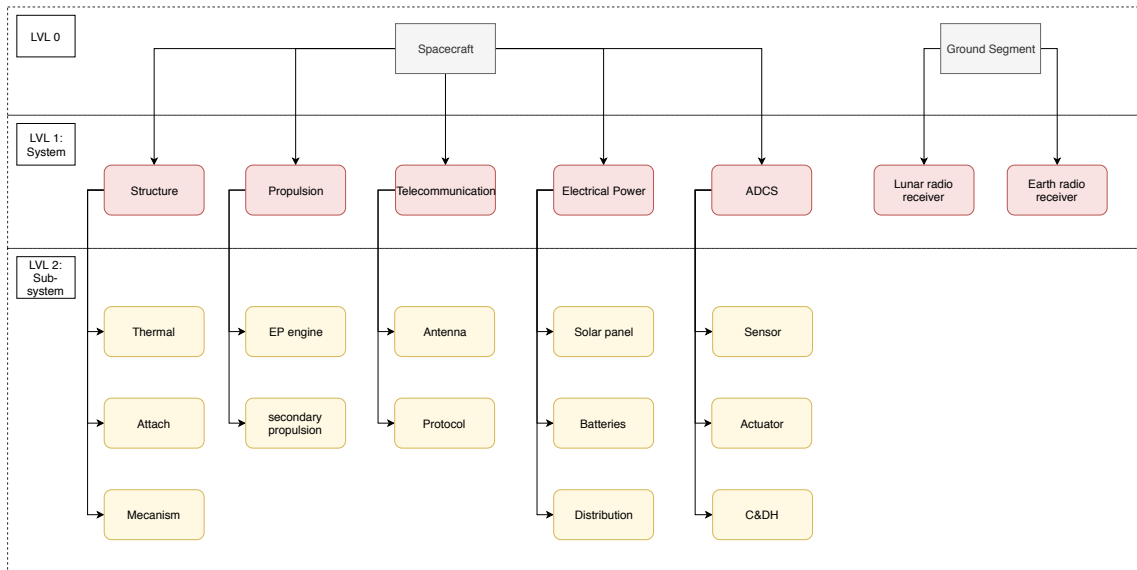 LVL 0
Spacecraft
Ground Segment
LVL 1:
System
Structure
Propulsion
Telecommunication
Electrical Power
ADCS
Lunar radio
receiver
Earth radio
receiver
LVL 2:
Sub-
system
Thermal
EP engine
Antenna
Solar panel
Sensor
Attach
secondary
propulsion
Protocol
Batteries
Actuator
Mecanism
Distribution
C&DH